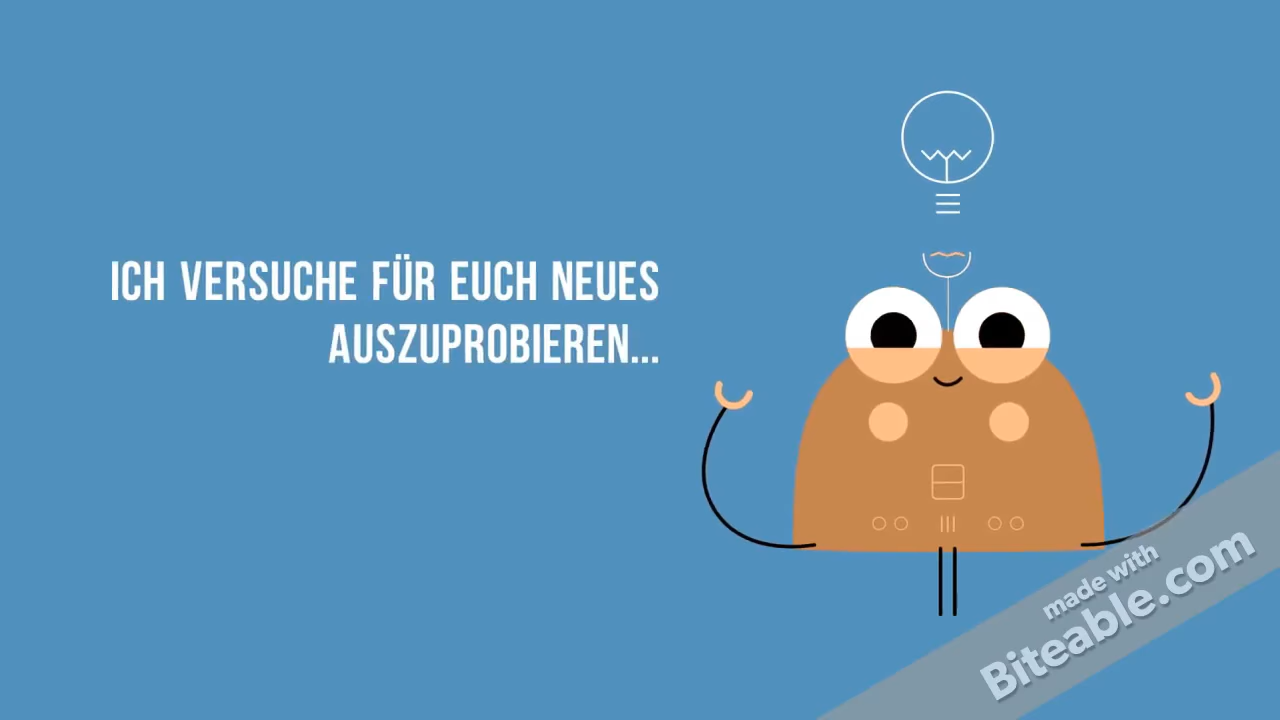 ICH VERSUCHE FÜR EUCH NEUES
AUSZUPROBIEREN...
made with
Biteable.com